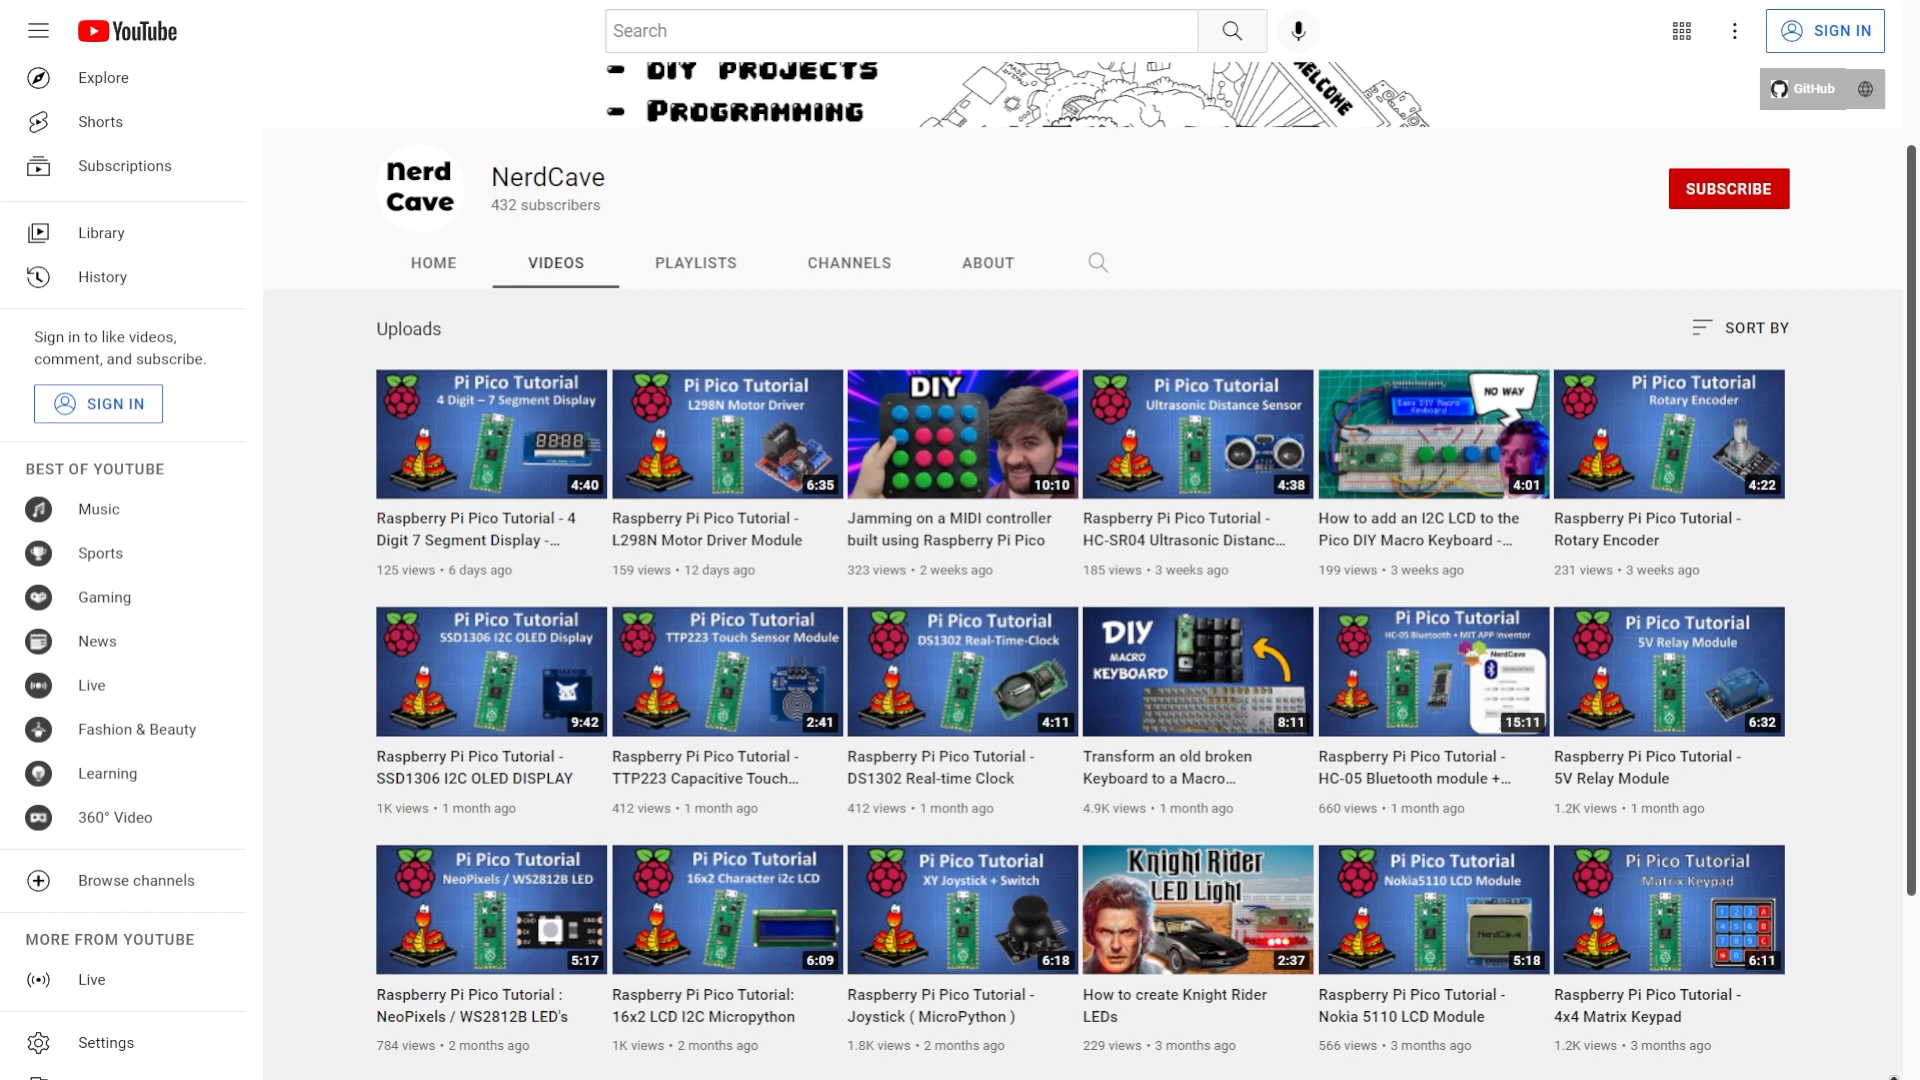 YouTube
Search
SIGN IN
Explore
Shorts
Subscriptions
Library
History
Sign in to like videos,
comment, and subscribe.
SIGN IN
BEST OF YOUTUBE
Music
Sports
Gaming
News
Live
Fashion & Beauty
Learning
360° Video
Browse channels
MORE FROM YOUTUBE
Live
Settings
- DIY PROJECTS
- PROGRAMMING
WELCOME
GitHub
Nerd
Cave
NerdCave
432 subscribers
SUBSCRIBE
HOME VIDEOS PLAYLISTS CHANNELS ABOUT
Uploads
SORT BY
Pi Pico Tutorial
4 Digit – 7 Segment Display
4:40
Raspberry Pi Pico Tutorial - 4
Digit 7 Segment Display -...
125 views • 6 days ago
Pi Pico Tutorial
L298N Motor Driver
6:35
Raspberry Pi Pico Tutorial -
L298N Motor Driver Module
159 views • 12 days ago
DIY
10:10
Jamming on a MIDI controller
built using Raspberry Pi Pico
323 views • 2 weeks ago
Pi Pico Tutorial
Ultrasonic Distance Sensor
4:38
Raspberry Pi Pico Tutorial -
HC-SR04 Ultrasonic Distanc...
185 views • 3 weeks ago
NO WAY
Easy DIY Macro
Keyboard
4:01
How to add an I2C LCD to the
Pico DIY Macro Keyboard -...
199 views • 3 weeks ago
Pi Pico Tutorial
Rotary Encoder
4:22
Raspberry Pi Pico Tutorial -
Rotary Encoder
231 views • 3 weeks ago
Pi Pico Tutorial
SSD1306 I2C OLED Display
9:42
Raspberry Pi Pico Tutorial -
SSD1306 I2C OLED DISPLAY
1K views • 1 month ago
Pi Pico Tutorial
TTP223 Touch Sensor Module
2:41
Raspberry Pi Pico Tutorial -
TTP223 Capacitive Touch...
412 views • 1 month ago
Pi Pico Tutorial
DS1302 Real-Time-Clock
4:11
Raspberry Pi Pico Tutorial -
DS1302 Real-time Clock
412 views • 1 month ago
DIY
MACRO
KEYBOARD
8:11
Transform an old broken
Keyboard to a Macro...
4.9K views • 1 month ago
Pi Pico Tutorial
HC-05 Bluetooth + MIT APP Inventor
NerdCave
15:11
Raspberry Pi Pico Tutorial -
HC-05 Bluetooth module +...
660 views • 1 month ago
Pi Pico Tutorial
5V Relay Module
6:32
Raspberry Pi Pico Tutorial -
5V Relay Module
1.2K views • 1 month ago
Pi Pico Tutorial
NeoPixels / WS2812B LED
5:17
Raspberry Pi Pico Tutorial :
NeoPixels / WS2812B LED's
784 views • 2 months ago
Pi Pico Tutorial
16x2 Character i2c LCD
6:09
Raspberry Pi Pico Tutorial:
16x2 LCD I2C Micropython
1K views • 2 months ago
Pi Pico Tutorial
XY Joystick + Switch
6:18
Raspberry Pi Pico Tutorial -
Joystick ( MicroPython )
1.8K views • 2 months ago
Knight Rider
LED Light
2:37
How to create Knight Rider
LEDs
229 views • 3 months ago
Pi Pico Tutorial
Nokia5110 LCD Module
NerdCave
5:18
Raspberry Pi Pico Tutorial -
Nokia 5110 LCD Module
566 views • 3 months ago
Pi Pico Tutorial
Matrix Keypad
6:11
Raspberry Pi Pico Tutorial -
4x4 Matrix Keypad
1.2K views • 3 months ago